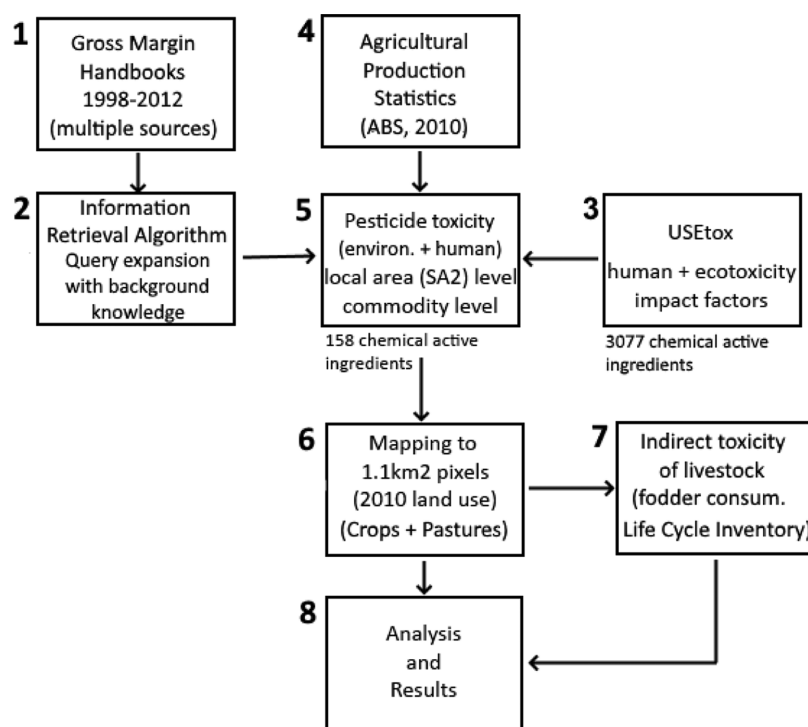 1
Gross Margin
Handbooks
1998-2012
(multiple sources)
4
Agricultural
Production
Statistics
(ABS, 2010)
2
Information
Retrieval Algorithm
Query expansion
with background
knowledge
5
Pesticide toxicity
(environ. + human)
local area (SA2) level
commodity level
158 chemical active
ingredients
3
USEtox
human + ecotoxicity
impact factors
3077 chemical active
ingredients
6
Mapping to
1.1km2 pixels
(2010 land use)
(Crops + Pastures)
7
Indirect toxicity
of livestock
(fodder consum.
Life Cycle Inventory)
8
Analysis
and
Results